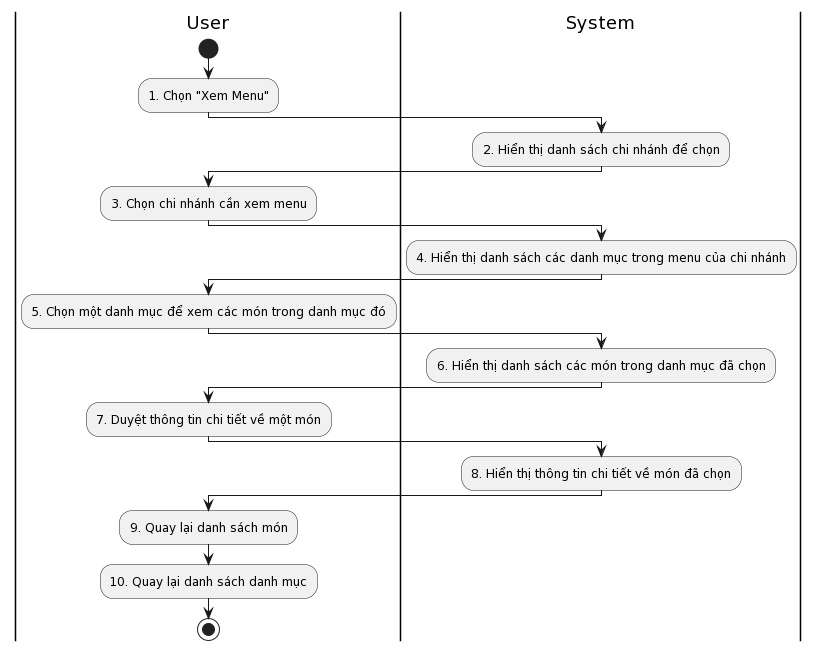 User
System
1. Chọn "Xem Menu"
2. Hiển thị danh sách chi nhánh để chọn
3. Chọn chi nhánh cần xem menu
4. Hiển thị danh sách các danh mục trong menu của chi nhánh
5. Chọn một danh mục để xem các món trong danh mục đó
6. Hiển thị danh sách các món trong danh mục đã chọn
7. Duyệt thông tin chi tiết về một món
8. Hiển thị thông tin chi tiết về món đã chọn
9. Quay lại danh sách món
10. Quay lại danh sách danh mục